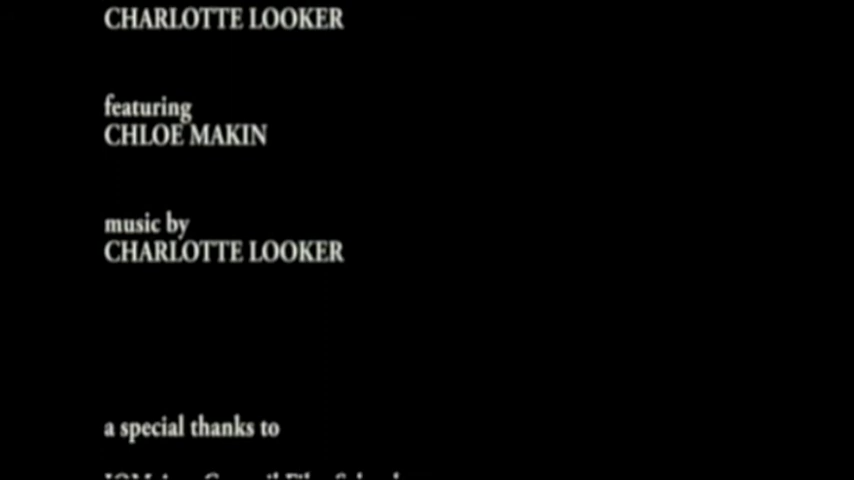 CHARLOTTE LOOKER
featuring
CHLOE MAKIN
music by
CHARLOTTE LOOKER
a special thanks to